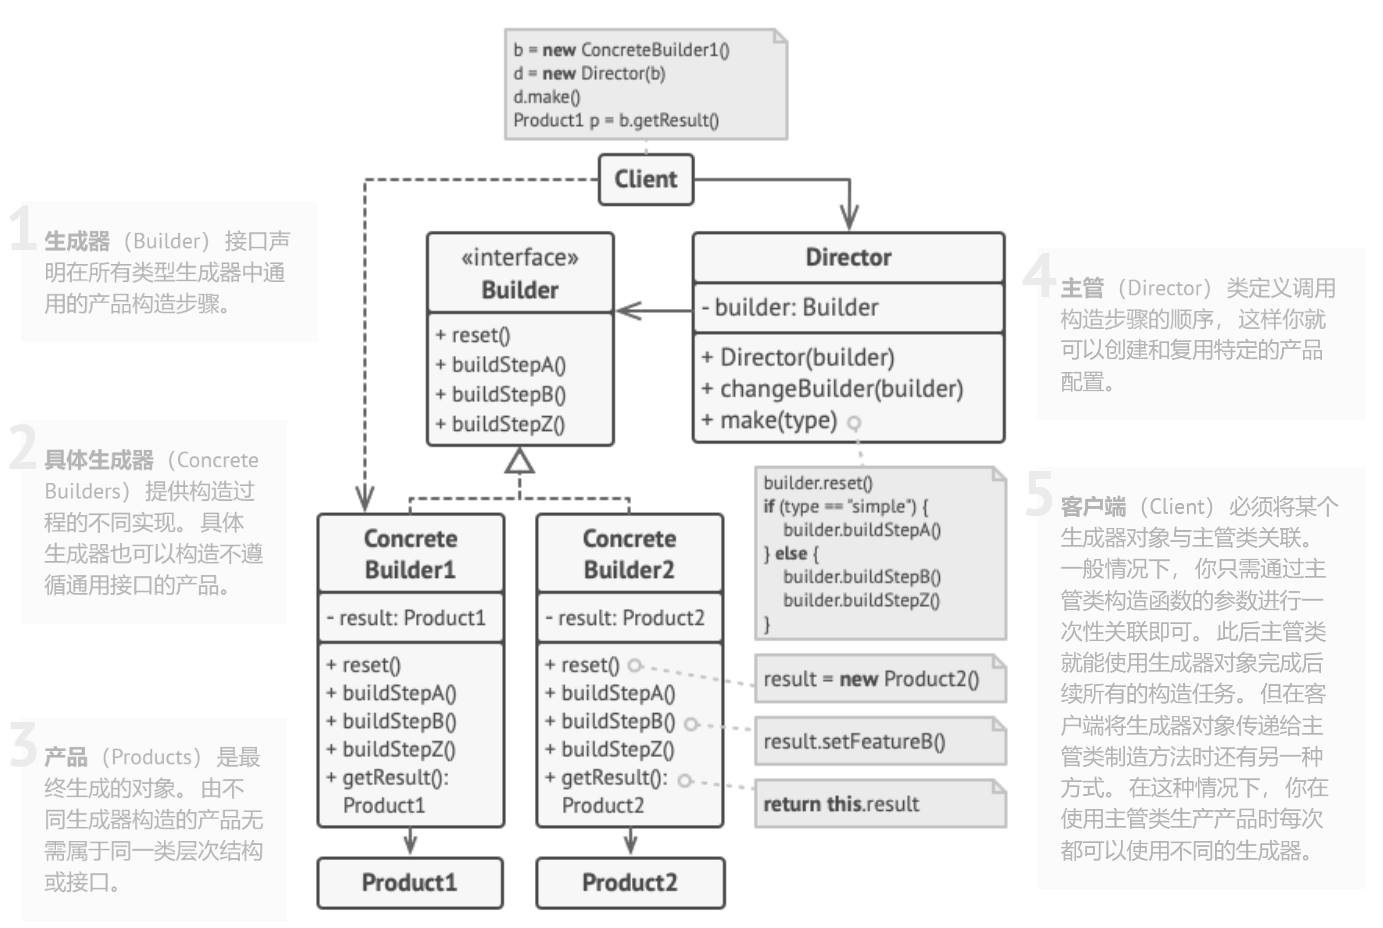 b = new ConcreteBuilder1()
d = new Director(b)
d.make()
Product1 p = b.getResult()
Client
1
生成器（Builder）接口声
明在所有类型生成器中通
用的产品构造步骤。
«interface»
Builder
+ reset()
+ buildStepA()
+ buildStepB()
+ buildStepZ()
Director
- builder: Builder
+ Director(builder)
+ changeBuilder(builder)
+ make(type)
4
主管（Director）类定义调用
构造步骤的顺序，这样你就
可以创建和复用特定的产品
配置。
2
具体生成器（Concrete
Builders）提供构造过
程的不同实现。具体
生成器也可以构造不遵
循通用接口的产品。
Concrete
Builder1
- result: Product1
+ reset()
+ buildStepA()
+ buildStepB()
+ buildStepZ()
+ getResult():
Product1
Concrete
Builder2
- result: Product2
+ reset()
+ buildStepA()
+ buildStepB()
+ buildStepZ()
+ getResult():
Product2
builder.reset()
if (type == "simple") {
builder.buildStepA()
} else {
builder.buildStepB()
builder.buildStepZ()
}
result = new Product2()
result.setFeatureB()
return this.result
5
客户端（Client）必须将某个
生成器对象与主管类关联。
一般情况下，你只需通过主
管类构造函数的参数进行一
次性关联即可。此后主管类
就能使用生成器对象完成后
续所有的构造任务。但在客
户端将生成器对象传递给主
管类制造方法时还有另一种
方式。在这种情况下，你在
使用主管类生产产品时每次
都可以使用不同的生成器。
3
产品（Products）是最
终生成的对象。由不
同生成器构造的产品无
需属于同一类层次结构
或接口。
Product1
Product2